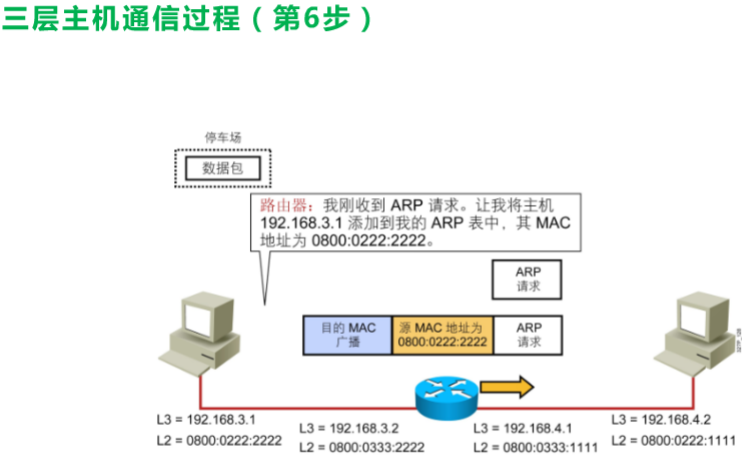 三层主机通信过程（第6步）
停车场
数据包
路由器：我刚收到 ARP 请求。让我将主机
192.168.3.1 添加到我的 ARP 表中，其 MAC
地址为 0800:0222:2222。
ARP
请求
目的 MAC
广播
源 MAC 地址为
0800:0222:2222
ARP
请求
L3 = 192.168.3.1
L2 = 0800:0222:2222
L3 = 192.168.3.2
L2 = 0800:0333:2222
L3 = 192.168.4.1
L2 = 0800:0333:1111
L3 = 192.168.4.2
L2 = 0800:0222:1111